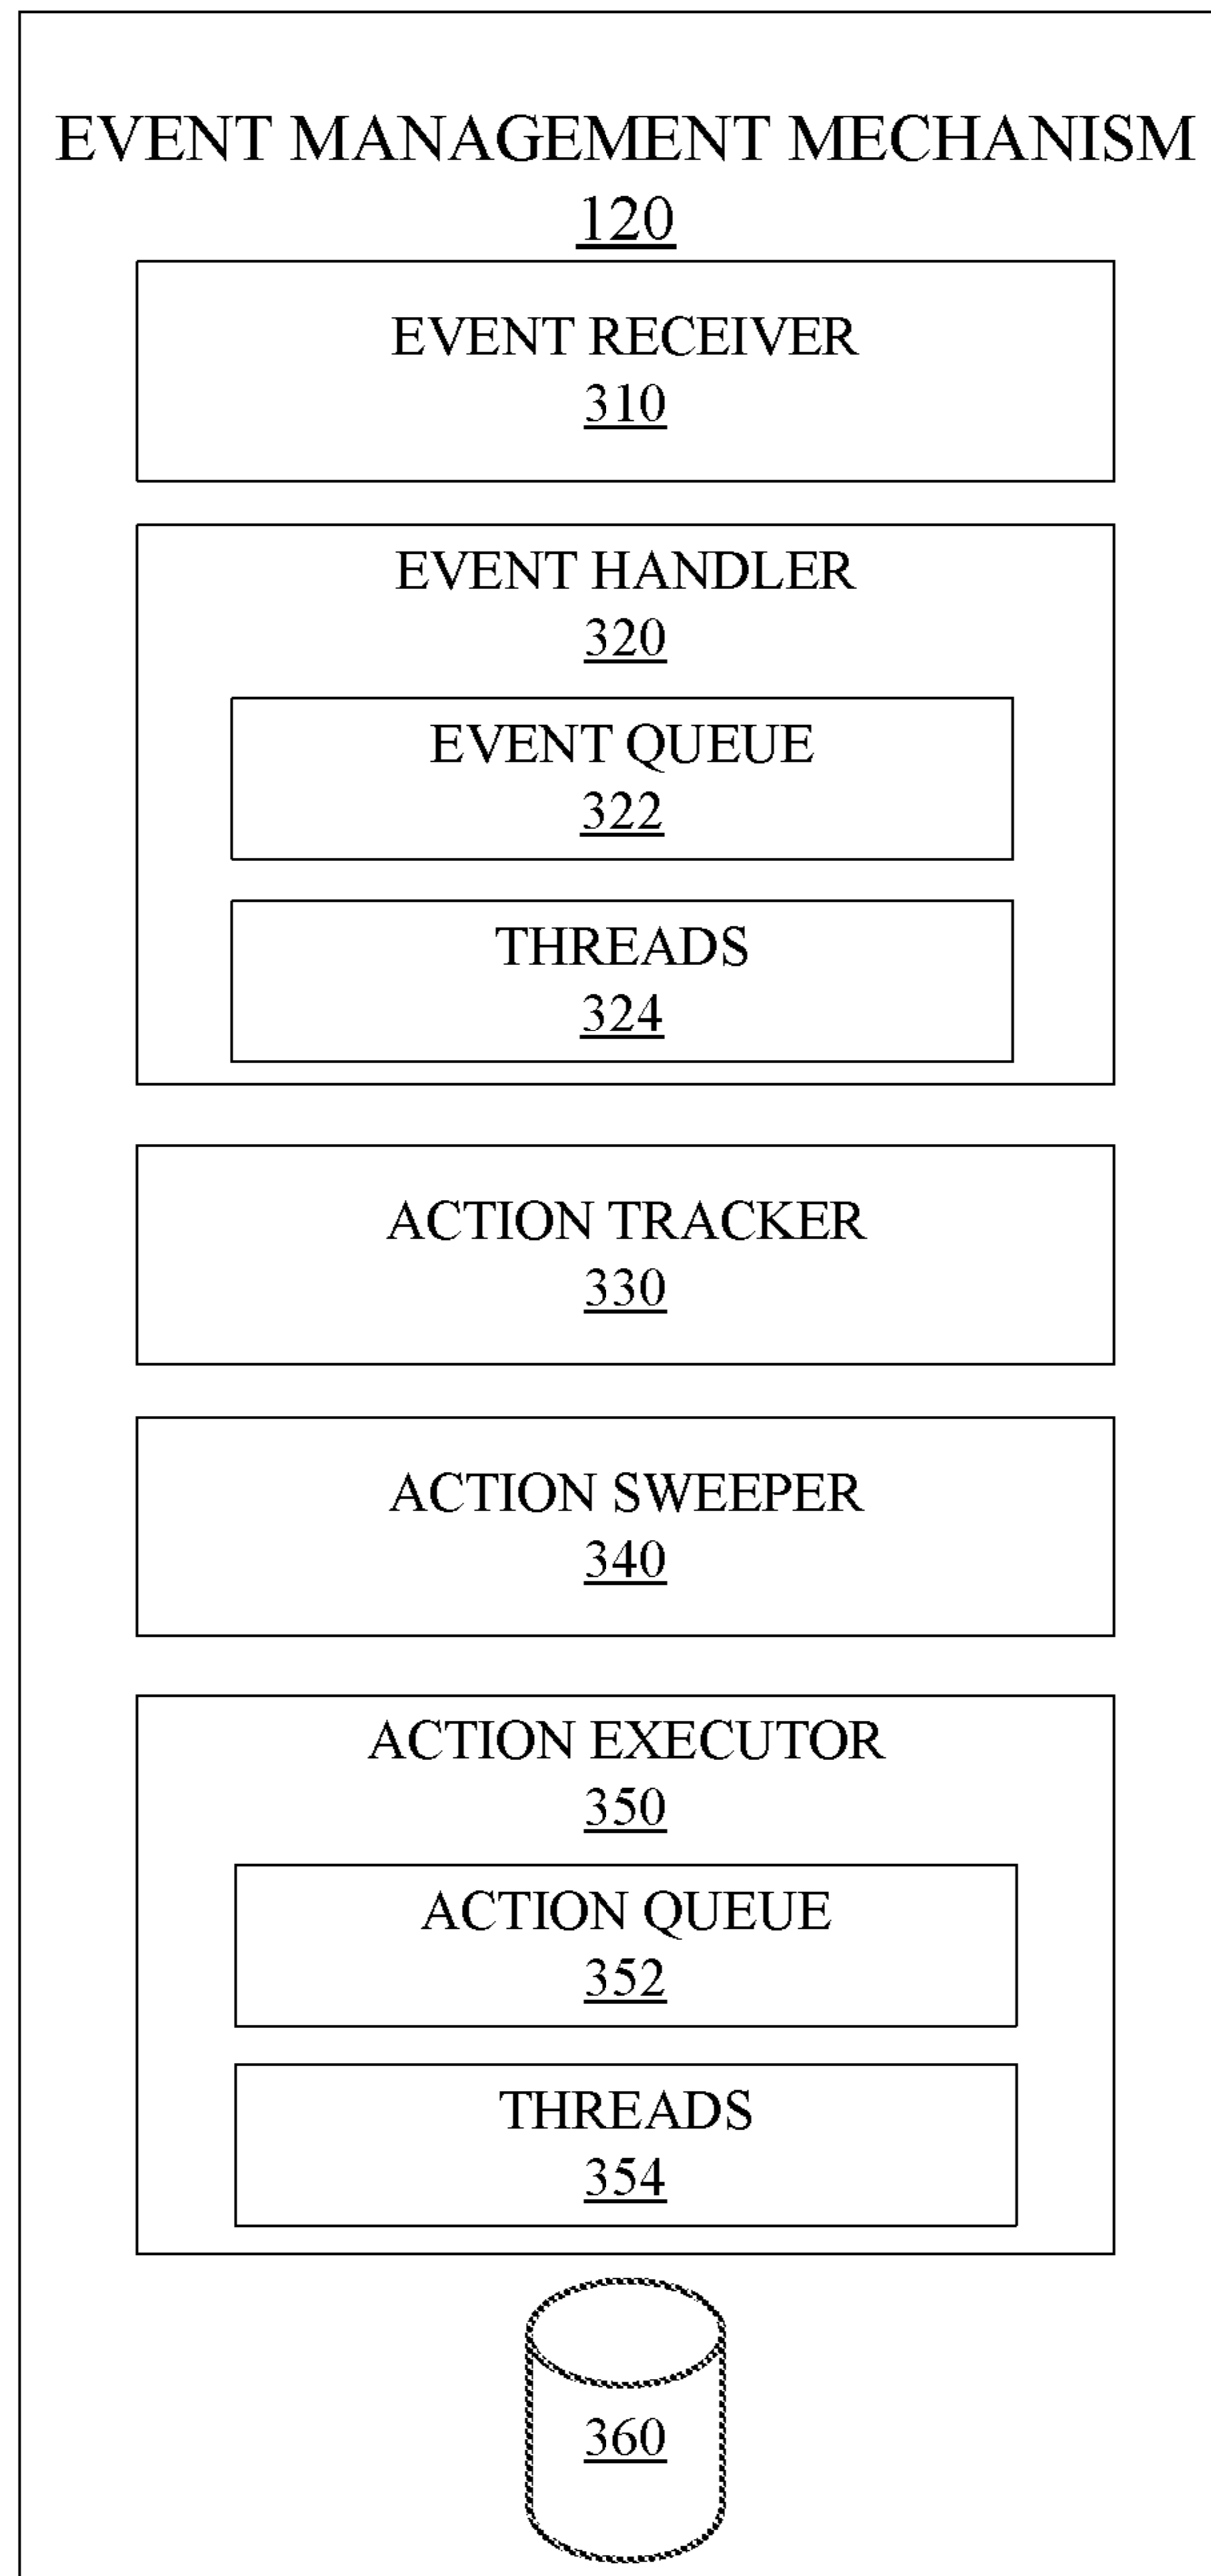 EVENT MANAGEMENT MECHANISM
120
EVENT RECEIVER
310
EVENT HANDLER
320
EVENT QUEUE
322
THREADS
324
ACTION TRACKER
330
ACTION SWEEPER
340
ACTION EXECUTOR
350
ACTION QUEUE
352
THREADS
354
360